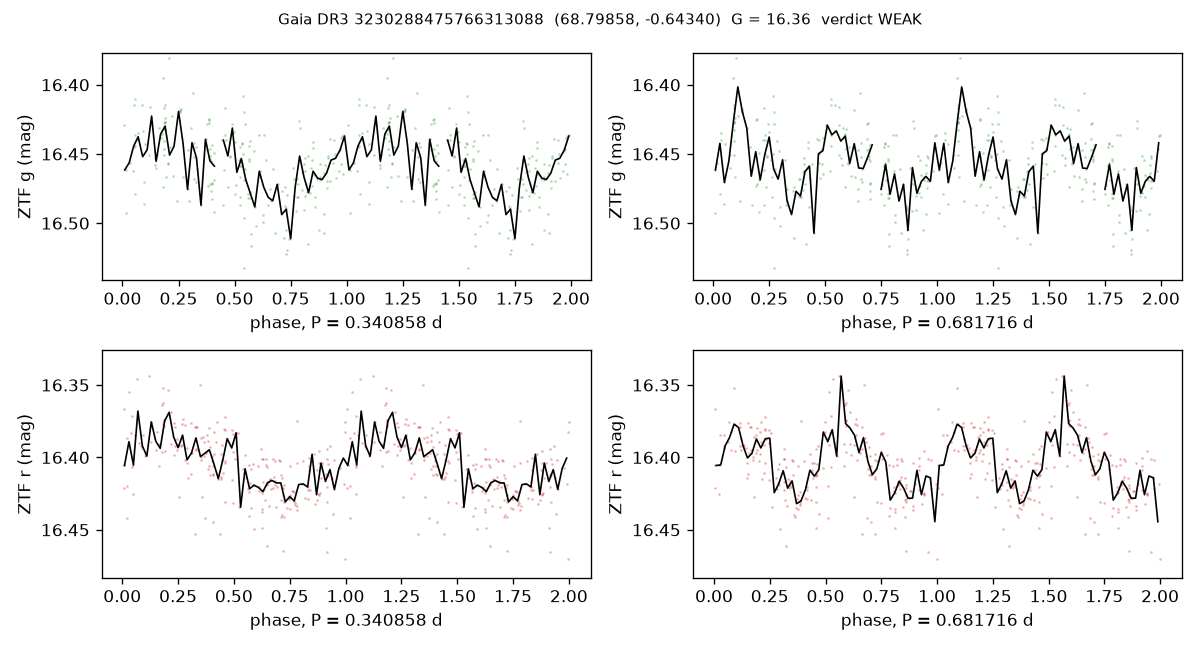 Gaia DR3 3230288475766313088  (68.79858, -0.64340)  G = 16.36  verdict WEAK
ZTF g (mag)
16.40
16.45
16.50
0.00 0.25 0.50 0.75 1.00 1.25 1.50 1.75 2.00
phase, P = 0.340858 d
ZTF g (mag)
16.40
16.45
16.50
0.00 0.25 0.50 0.75 1.00 1.25 1.50 1.75 2.00
phase, P = 0.681716 d
ZTF r (mag)
16.35
16.40
16.45
0.00 0.25 0.50 0.75 1.00 1.25 1.50 1.75 2.00
phase, P = 0.340858 d
ZTF r (mag)
16.35
16.40
16.45
0.00 0.25 0.50 0.75 1.00 1.25 1.50 1.75 2.00
phase, P = 0.681716 d